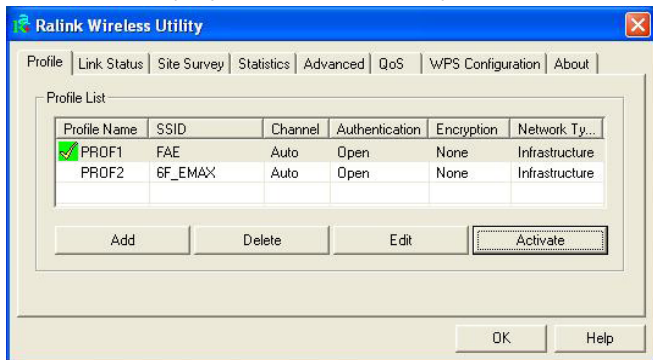 Ralink Wireless Utility
Profile Link Status Site Survey Statistics Advanced QoS WPS Configuration About
Profile List
Profile Name SSID Channel Authentication Encryption Network Ty...
PROF1 FAE Auto Open None Infrastructure
PROF2 6F_EMAX Auto Open None Infrastructure
Add Delete Edit Activate
OK Help